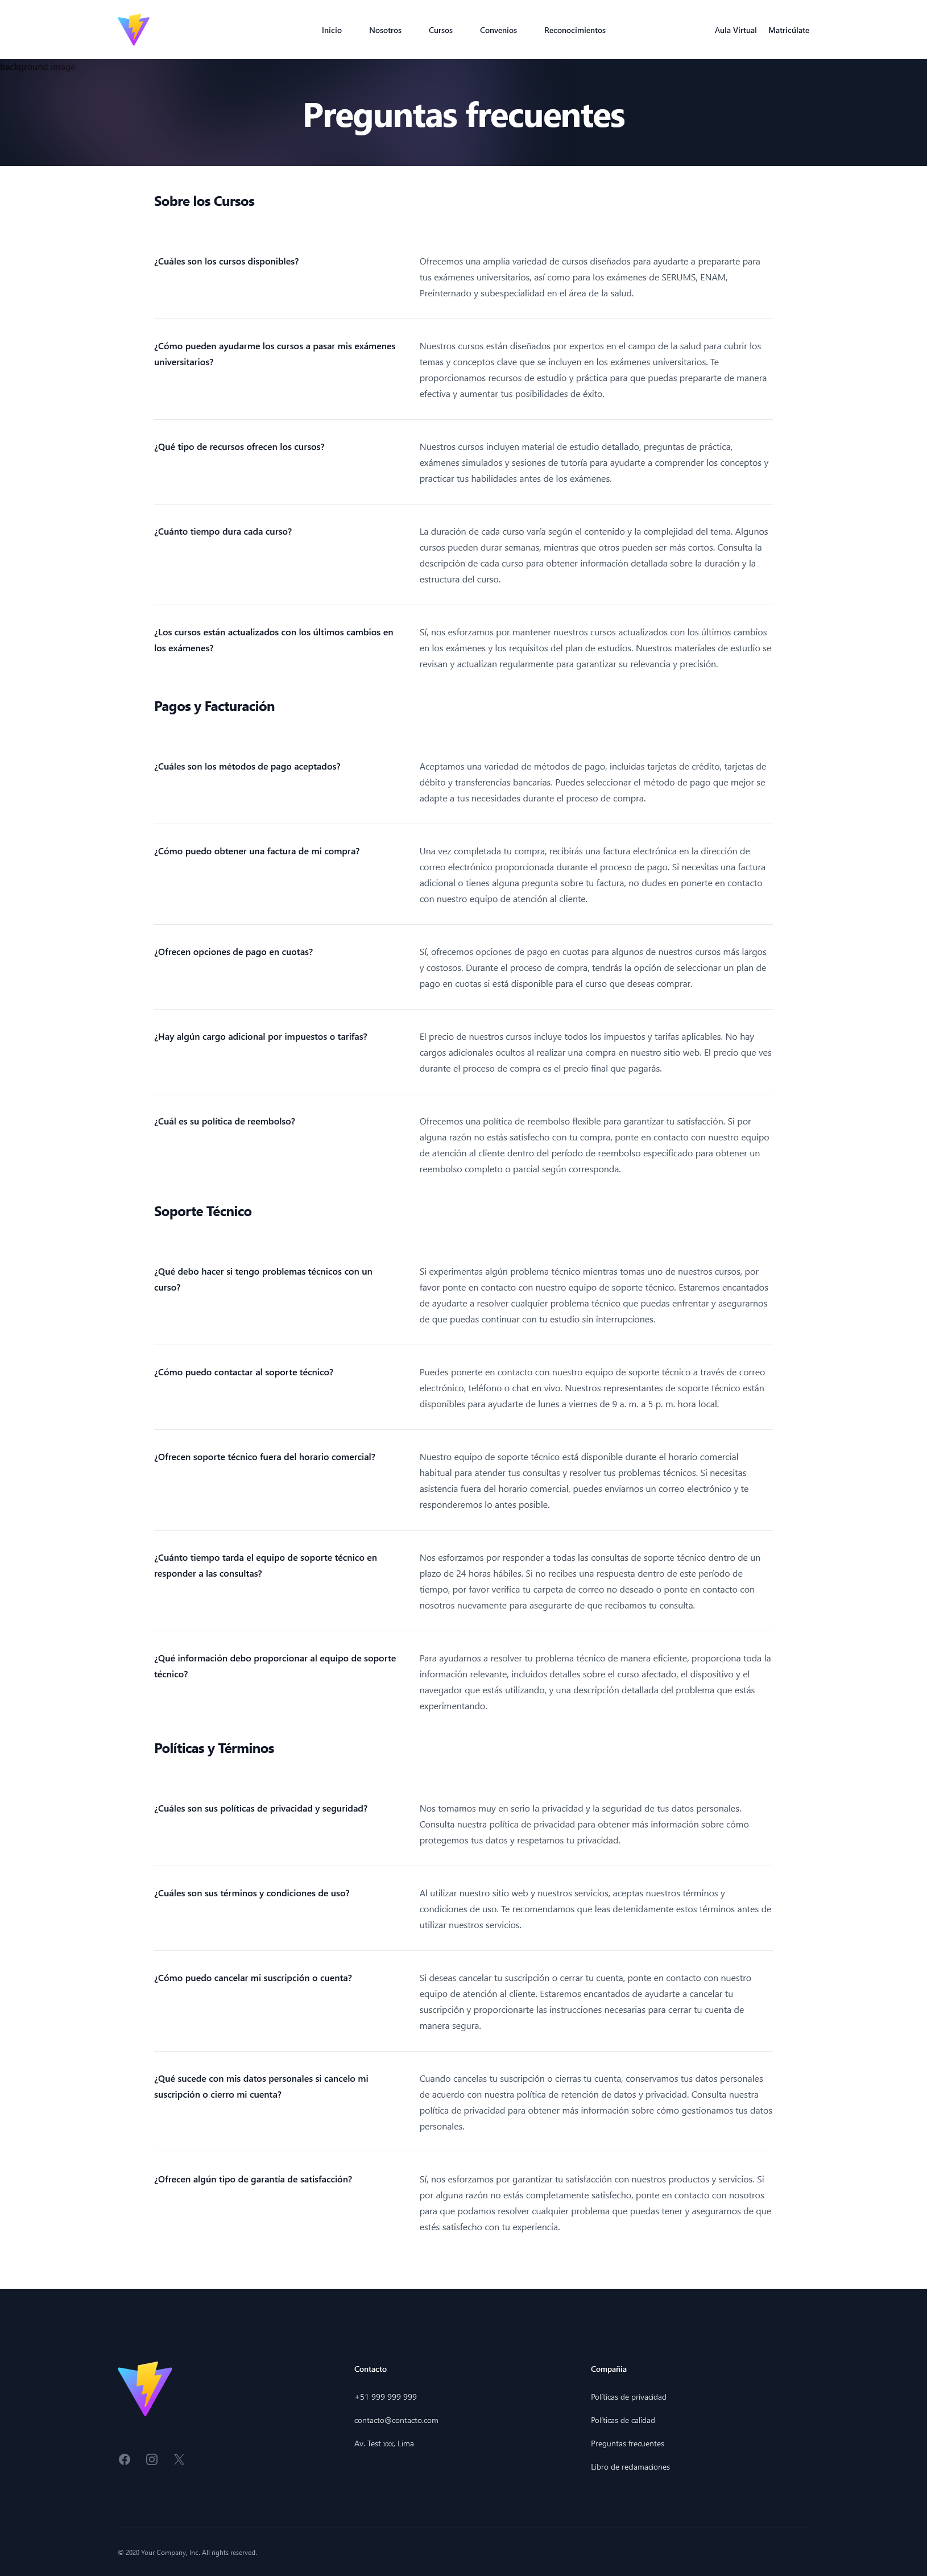 Inicio
Nosotros
Cursos
Convenios
Reconocimientos
Aula Virtual
Matricúlate
background image
Preguntas frecuentes
Sobre los Cursos
¿Cuáles son los cursos disponibles?
Ofrecemos una amplia variedad de cursos diseñados para ayudarte a prepararte para
tus exámenes universitarios, así como para los exámenes de SERUMS, ENAM,
Preinternado y subespecialidad en el área de la salud.
¿Cómo pueden ayudarme los cursos a pasar mis exámenes
universitarios?
Nuestros cursos están diseñados por expertos en el campo de la salud para cubrir los
temas y conceptos clave que se incluyen en los exámenes universitarios. Te
proporcionamos recursos de estudio y práctica para que puedas prepararte de manera
efectiva y aumentar tus posibilidades de éxito.
¿Qué tipo de recursos ofrecen los cursos?
Nuestros cursos incluyen material de estudio detallado, preguntas de práctica,
exámenes simulados y sesiones de tutoría para ayudarte a comprender los conceptos y
practicar tus habilidades antes de los exámenes.
¿Cuánto tiempo dura cada curso?
La duración de cada curso varía según el contenido y la complejidad del tema. Algunos
cursos pueden durar semanas, mientras que otros pueden ser más cortos. Consulta la
descripción de cada curso para obtener información detallada sobre la duración y la
estructura del curso.
¿Los cursos están actualizados con los últimos cambios en
los exámenes?
Sí, nos esforzamos por mantener nuestros cursos actualizados con los últimos cambios
en los exámenes y los requisitos del plan de estudios. Nuestros materiales de estudio se
revisan y actualizan regularmente para garantizar su relevancia y precisión.
Pagos y Facturación
¿Cuáles son los métodos de pago aceptados?
Aceptamos una variedad de métodos de pago, incluidas tarjetas de crédito, tarjetas de
débito y transferencias bancarias. Puedes seleccionar el método de pago que mejor se
adapte a tus necesidades durante el proceso de compra.
¿Cómo puedo obtener una factura de mi compra?
Una vez completada tu compra, recibirás una factura electrónica en la dirección de
correo electrónico proporcionada durante el proceso de pago. Si necesitas una factura
adicional o tienes alguna pregunta sobre tu factura, no dudes en ponerte en contacto
con nuestro equipo de atención al cliente.
¿Ofrecen opciones de pago en cuotas?
Sí, ofrecemos opciones de pago en cuotas para algunos de nuestros cursos más largos
y costosos. Durante el proceso de compra, tendrás la opción de seleccionar un plan de
pago en cuotas si está disponible para el curso que deseas comprar.
¿Hay algún cargo adicional por impuestos o tarifas?
El precio de nuestros cursos incluye todos los impuestos y tarifas aplicables. No hay
cargos adicionales ocultos al realizar una compra en nuestro sitio web. El precio que ves
durante el proceso de compra es el precio final que pagarás.
¿Cuál es su política de reembolso?
Ofrecemos una política de reembolso flexible para garantizar tu satisfacción. Si por
alguna razón no estás satisfecho con tu compra, ponte en contacto con nuestro equipo
de atención al cliente dentro del período de reembolso especificado para obtener un
reembolso completo o parcial según corresponda.
Soporte Técnico
¿Qué debo hacer si tengo problemas técnicos con un
curso?
Si experimentas algún problema técnico mientras tomas uno de nuestros cursos, por
favor ponte en contacto con nuestro equipo de soporte técnico. Estaremos encantados
de ayudarte a resolver cualquier problema técnico que puedas enfrentar y asegurarnos
de que puedas continuar con tu estudio sin interrupciones.
¿Cómo puedo contactar al soporte técnico?
Puedes ponerte en contacto con nuestro equipo de soporte técnico a través de correo
electrónico, teléfono o chat en vivo. Nuestros representantes de soporte técnico están
disponibles para ayudarte de lunes a viernes de 9 a. m. a 5 p. m. hora local.
¿Ofrecen soporte técnico fuera del horario comercial?
Nuestro equipo de soporte técnico está disponible durante el horario comercial
habitual para atender tus consultas y resolver tus problemas técnicos. Si necesitas
asistencia fuera del horario comercial, puedes enviarnos un correo electrónico y te
responderemos lo antes posible.
¿Cuánto tiempo tarda el equipo de soporte técnico en
responder a las consultas?
Nos esforzamos por responder a todas las consultas de soporte técnico dentro de un
plazo de 24 horas hábiles. Si no recibes una respuesta dentro de este período de
tiempo, por favor verifica tu carpeta de correo no deseado o ponte en contacto con
nosotros nuevamente para asegurarte de que recibamos tu consulta.
¿Qué información debo proporcionar al equipo de soporte
técnico?
Para ayudarnos a resolver tu problema técnico de manera eficiente, proporciona toda la
información relevante, incluidos detalles sobre el curso afectado, el dispositivo y el
navegador que estás utilizando, y una descripción detallada del problema que estás
experimentando.
Políticas y Términos
¿Cuáles son sus políticas de privacidad y seguridad?
Nos tomamos muy en serio la privacidad y la seguridad de tus datos personales.
Consulta nuestra política de privacidad para obtener más información sobre cómo
protegemos tus datos y respetamos tu privacidad.
¿Cuáles son sus términos y condiciones de uso?
Al utilizar nuestro sitio web y nuestros servicios, aceptas nuestros términos y
condiciones de uso. Te recomendamos que leas detenidamente estos términos antes de
utilizar nuestros servicios.
¿Cómo puedo cancelar mi suscripción o cuenta?
Si deseas cancelar tu suscripción o cerrar tu cuenta, ponte en contacto con nuestro
equipo de atención al cliente. Estaremos encantados de ayudarte a cancelar tu
suscripción y proporcionarte las instrucciones necesarias para cerrar tu cuenta de
manera segura.
¿Qué sucede con mis datos personales si cancelo mi
suscripción o cierro mi cuenta?
Cuando cancelas tu suscripción o cierras tu cuenta, conservamos tus datos personales
de acuerdo con nuestra política de retención de datos y privacidad. Consulta nuestra
política de privacidad para obtener más información sobre cómo gestionamos tus datos
personales.
¿Ofrecen algún tipo de garantía de satisfacción?
Sí, nos esforzamos por garantizar tu satisfacción con nuestros productos y servicios. Si
por alguna razón no estás completamente satisfecho, ponte en contacto con nosotros
para que podamos resolver cualquier problema que puedas tener y asegurarnos de que
estés satisfecho con tu experiencia.
Contacto
+51 999 999 999
contacto@contacto.com
Av. Test xxx, Lima
Compañia
Políticas de privacidad
Políticas de calidad
Preguntas frecuentes
Libro de reclamaciones
© 2020 Your Company, Inc. All rights reserved.